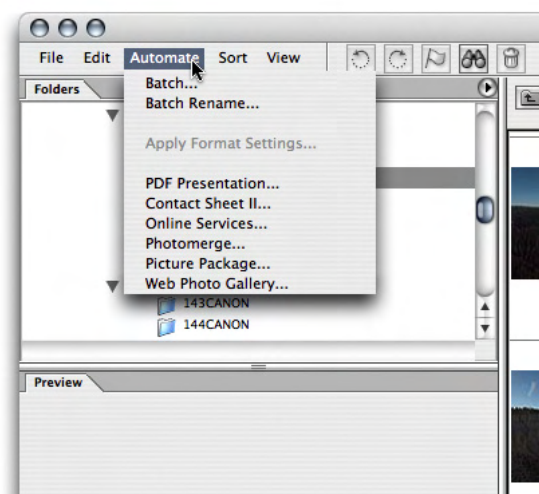 File Edit Automate Sort View
Folders
Batch...
Batch Rename...
Apply Format Settings...
PDF Presentation...
Contact Sheet II...
Online Services...
Photomerge...
Picture Package...
Web Photo Gallery...
143CANON
144CANON
Preview